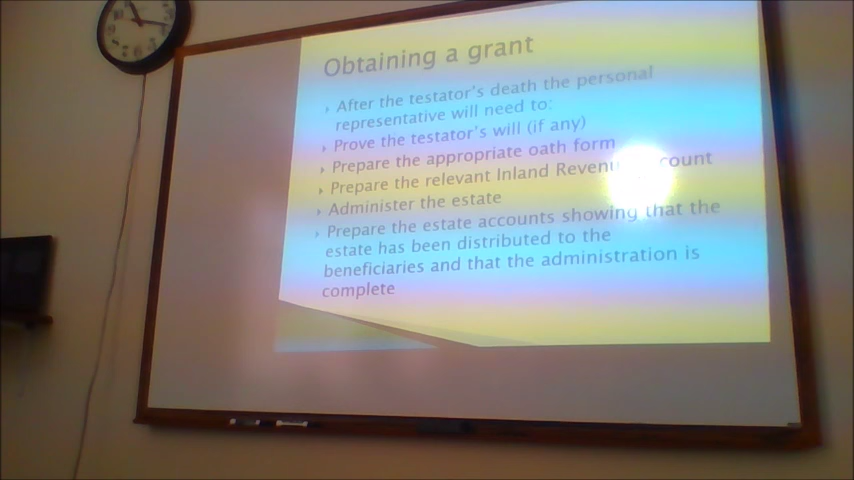 Obtaining a grant
After the testator's death the personal
representative will need to:
Prove the testator's will (if any)
Prepare the appropriate oath form
Prepare the relevant Inland Revenu count
Administer the estate
Prepare the estate accounts showing that the
estate has been distributed to the
beneficiaries and that the administration is
complete